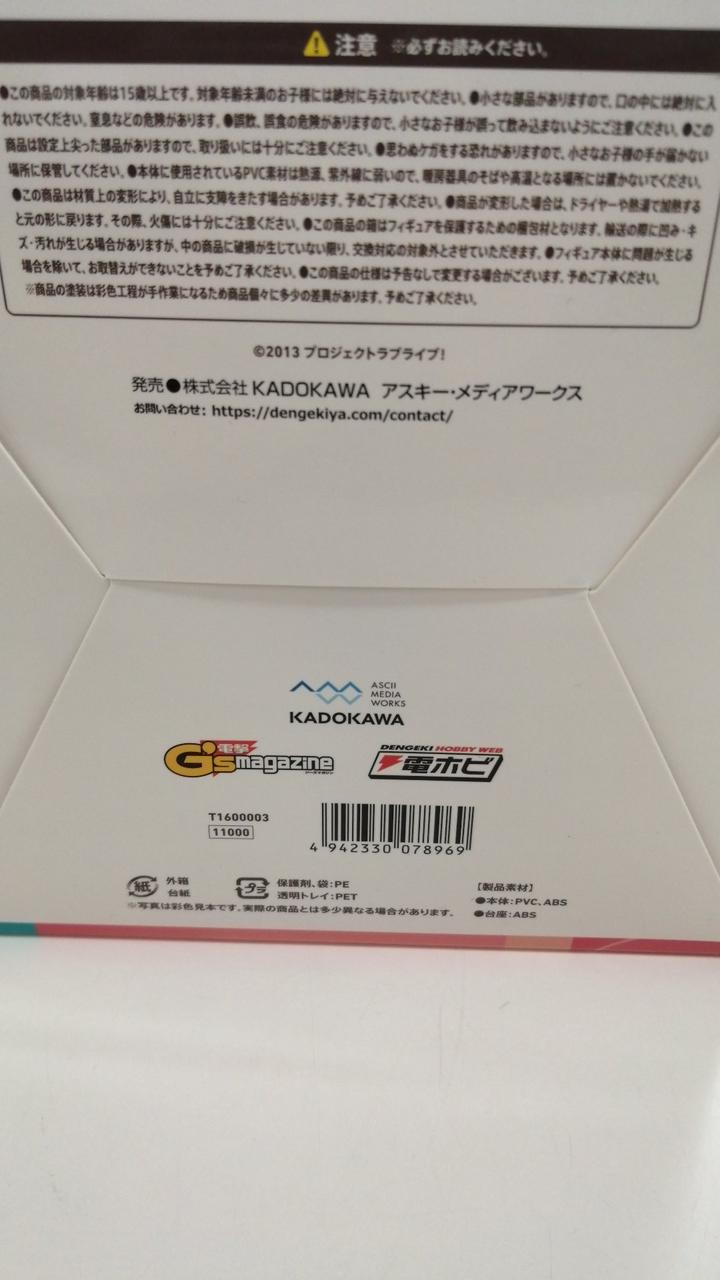 注意 ※必ずお読みください。
●この商品の対象年齢は15歳以上です。対象年齢未満のお子様には絶対に与えないでください。●小さな部品がありますので、口の中には絶対に入
れないでください。窒息などの危険があります。●誤飲、誤食の危険がありますので、小さなお子様が誤って飲み込まないようにご注意ください。●この
商品は設定上尖った部品がありますので、取り扱いには十分にご注意ください。●思わぬケガをする恐れがありますので、小さなお子様の手が届かない
場所に保管してください。●本体に使用されているPVC素材は熱源、紫外線に弱いので、暖房器具のそばや高温となる場所には置かないでください。
●この商品は材質上の変形により、自立に支障をきたす場合があります。予めご了承ください。●商品が変形した場合は、ドライヤーや熱湯で加熱する
と元の形に戻ります。その際、火傷には十分にご注意ください。●この商品の箱はフィギュアを保護するための梱包材となります。輸送の際に凹み・キ
ズ・汚れが生じる場合がありますが、中の商品に破損が生じていない限り、交換対応の対象外とさせていただきます。●フィギュア本体に問題が生じる
場合を除いて、お取替えができないことを予めご了承ください。●この商品の仕様は予告なしで変更する場合がございます。予めご了承ください。
※商品の塗装は彩色工程が手作業になるため商品個々に多少の差異があります。予めご了承ください。
©2013 プロジェクトラブライブ!
発売●株式会社KADOKAWA アスキー・メディアワークス
お問い合わせ: https://dengekiya.com/contact/
ASCII
MEDIA
WORKS
KADOKAWA
電撃
G's magazine
ジーズマガジン
DENGEKI HOBBY WEB
電ホビ
T1600003
11000
4 942330 078969
紙 外箱
台紙
プラ 保護剤、袋:PE
透明トレイ:PET
※写真は彩色見本です。実際の商品とは多少異なる場合があります。
【製品素材】
●本体:PVC、ABS
●台座:ABS